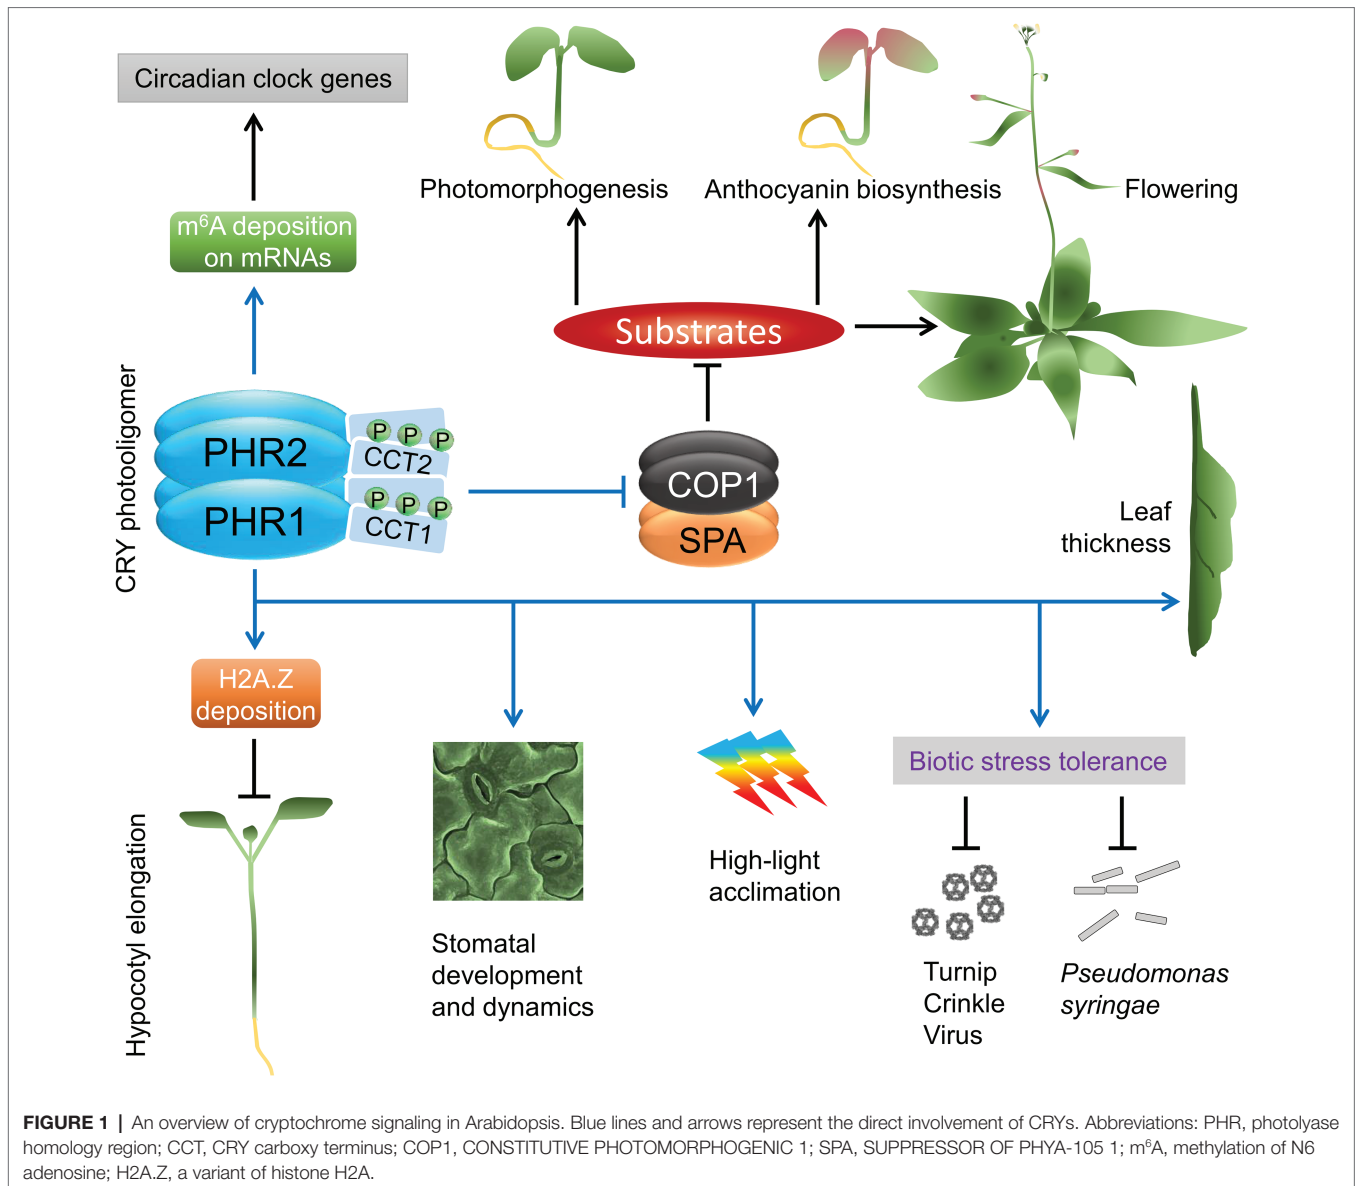 Circadian clock genes
m⁶A deposition
on mRNAs
Photomorphogenesis
Anthocyanin biosynthesis
Flowering
Substrates
CRY photooligomer
PHR2
PHR1
P P P
CCT2
P P P
CCT1
COP1
SPA
Leaf
thickness
H2A.Z
deposition
Hypocotyl elongation
Stomatal
development
and dynamics
High-light
acclimation
Biotic stress tolerance
Turnip
Crinkle
Virus
Pseudomonas
syringae
FIGURE 1 | An overview of cryptochrome signaling in Arabidopsis. Blue lines and arrows represent the direct involvement of CRYs. Abbreviations: PHR, photolyase
homology region; CCT, CRY carboxy terminus; COP1, CONSTITUTIVE PHOTOMORPHOGENIC 1; SPA, SUPPRESSOR OF PHYA-105 1; m⁶A, methylation of N6
adenosine; H2A.Z, a variant of histone H2A.